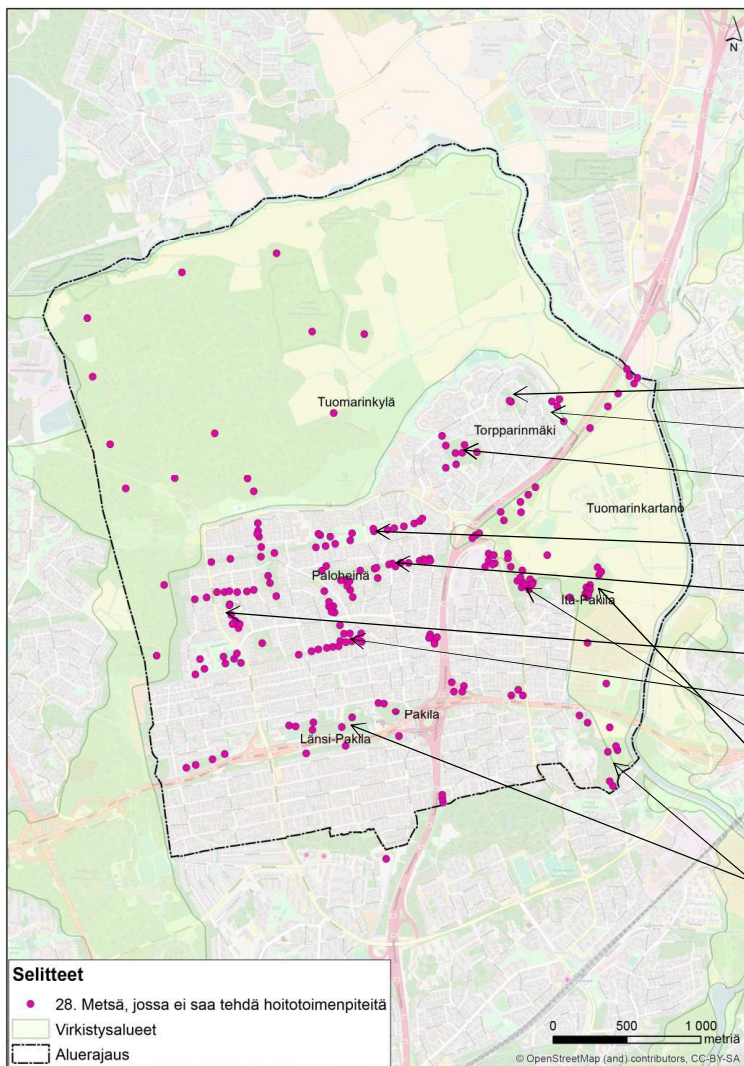 N
Tuomarinkylä
Torpparinmäki
Tuomarinkartano
Paloheinä
Itä-Pakila
Pakila
Länsi-Pakila
Selitteet
28. Metsä, jossa ei saa tehdä hoitotoimenpiteitä
Virkistysalueet
Aluerajaus
0 500 1 000
metriä
© OpenStreetMap (and) contributors, CC-BY-SA